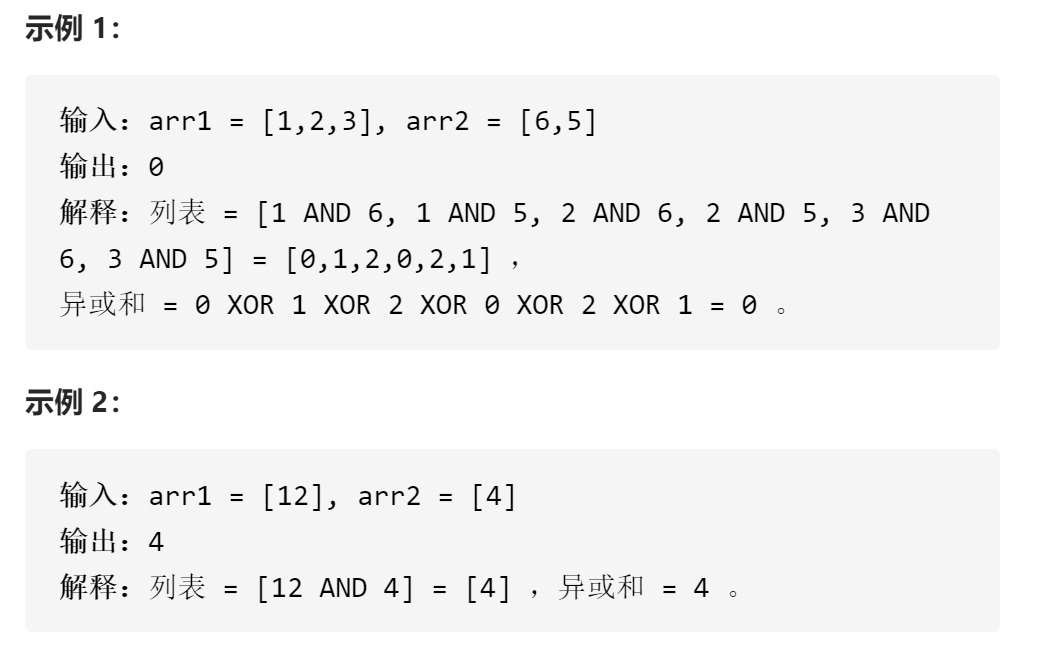 示例 1：
输入：arr1 = [1,2,3], arr2 = [6,5]
输出：0
解释：列表 = [1 AND 6, 1 AND 5, 2 AND 6, 2 AND 5, 3 AND
6, 3 AND 5] = [0,1,2,0,2,1] ，
异或和 = 0 XOR 1 XOR 2 XOR 0 XOR 2 XOR 1 = 0 。
示例 2：
输入：arr1 = [12], arr2 = [4]
输出：4
解释：列表 = [12 AND 4] = [4] ，异或和 = 4 。